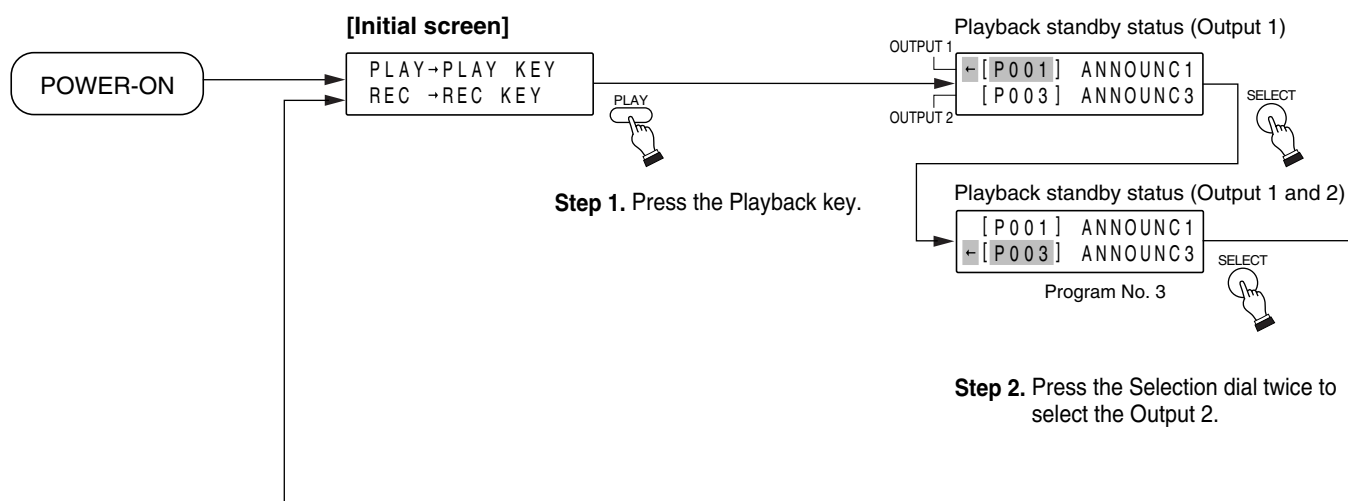 POWER-ON
[Initial screen]
PLAY→PLAY KEY
REC →REC KEY
PLAY
Step 1. Press the Playback key.
Playback standby status (Output 1)
OUTPUT 1
←[P001] ANNOUNC1
[P003] ANNOUNC3
OUTPUT 2
SELECT
Playback standby status (Output 1 and 2)
[P001] ANNOUNC1
←[P003] ANNOUNC3
SELECT
Program No. 3
Step 2. Press the Selection dial twice to
select the Output 2.